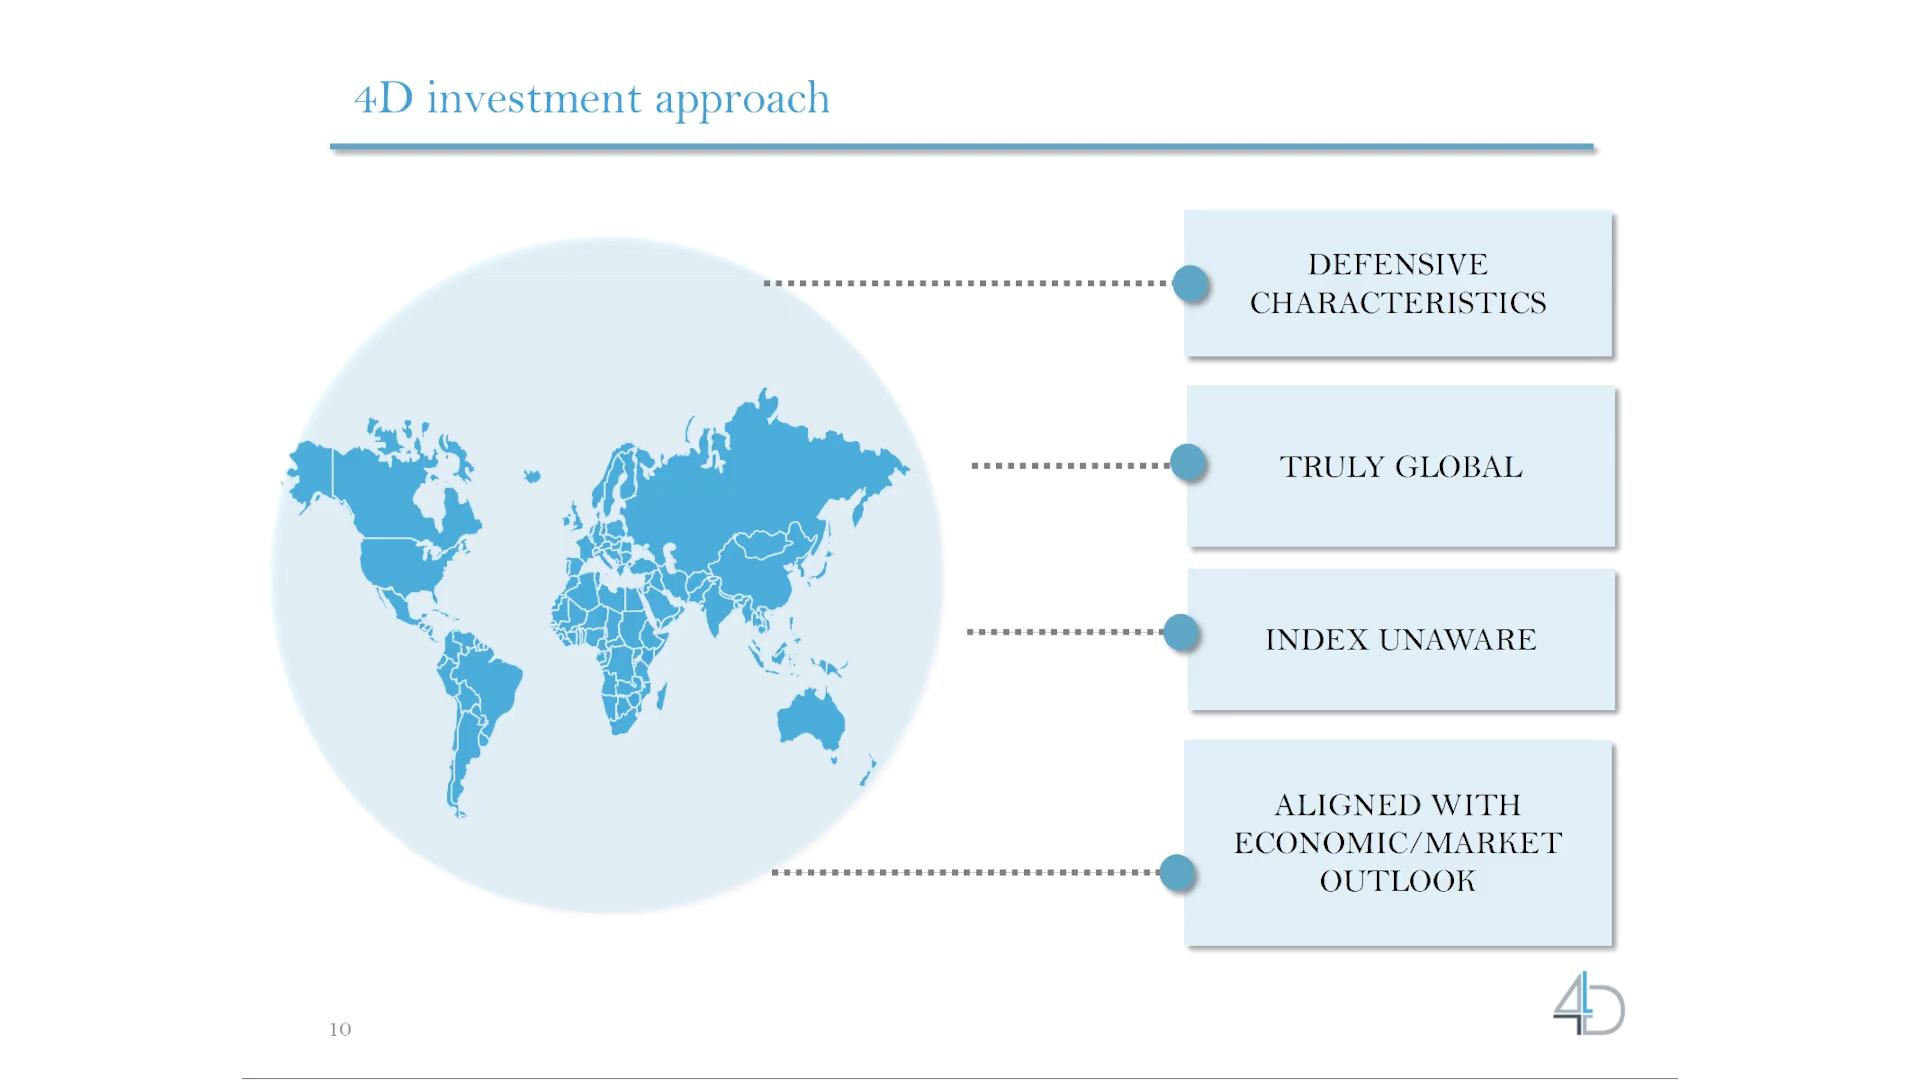 4D investment approach
DEFENSIVE
CHARACTERISTICS
TRULY GLOBAL
INDEX UNAWARE
ALIGNED WITH
ECONOMIC/MARKET
OUTLOOK
10
4D